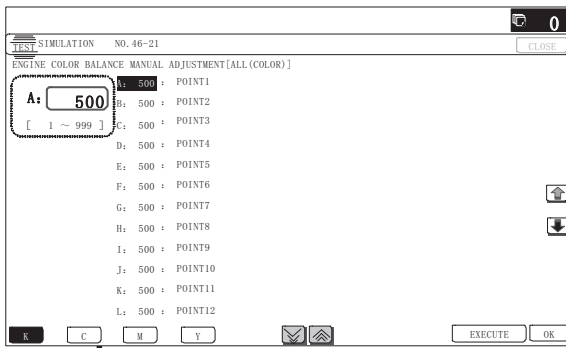 0
TEST SIMULATION NO.46-21
CLOSE
ENGINE COLOR BALANCE MANUAL ADJUSTMENT[ALL(COLOR)]
A: 500
[ 1 ~ 999 ]
A: 500 : POINT1
B: 500 : POINT2
C: 500 : POINT3
D: 500 : POINT4
E: 500 : POINT5
F: 500 : POINT6
G: 500 : POINT7
H: 500 : POINT8
I: 500 : POINT9
J: 500 : POINT10
K: 500 : POINT11
L: 500 : POINT12
K C M Y EXECUTE OK